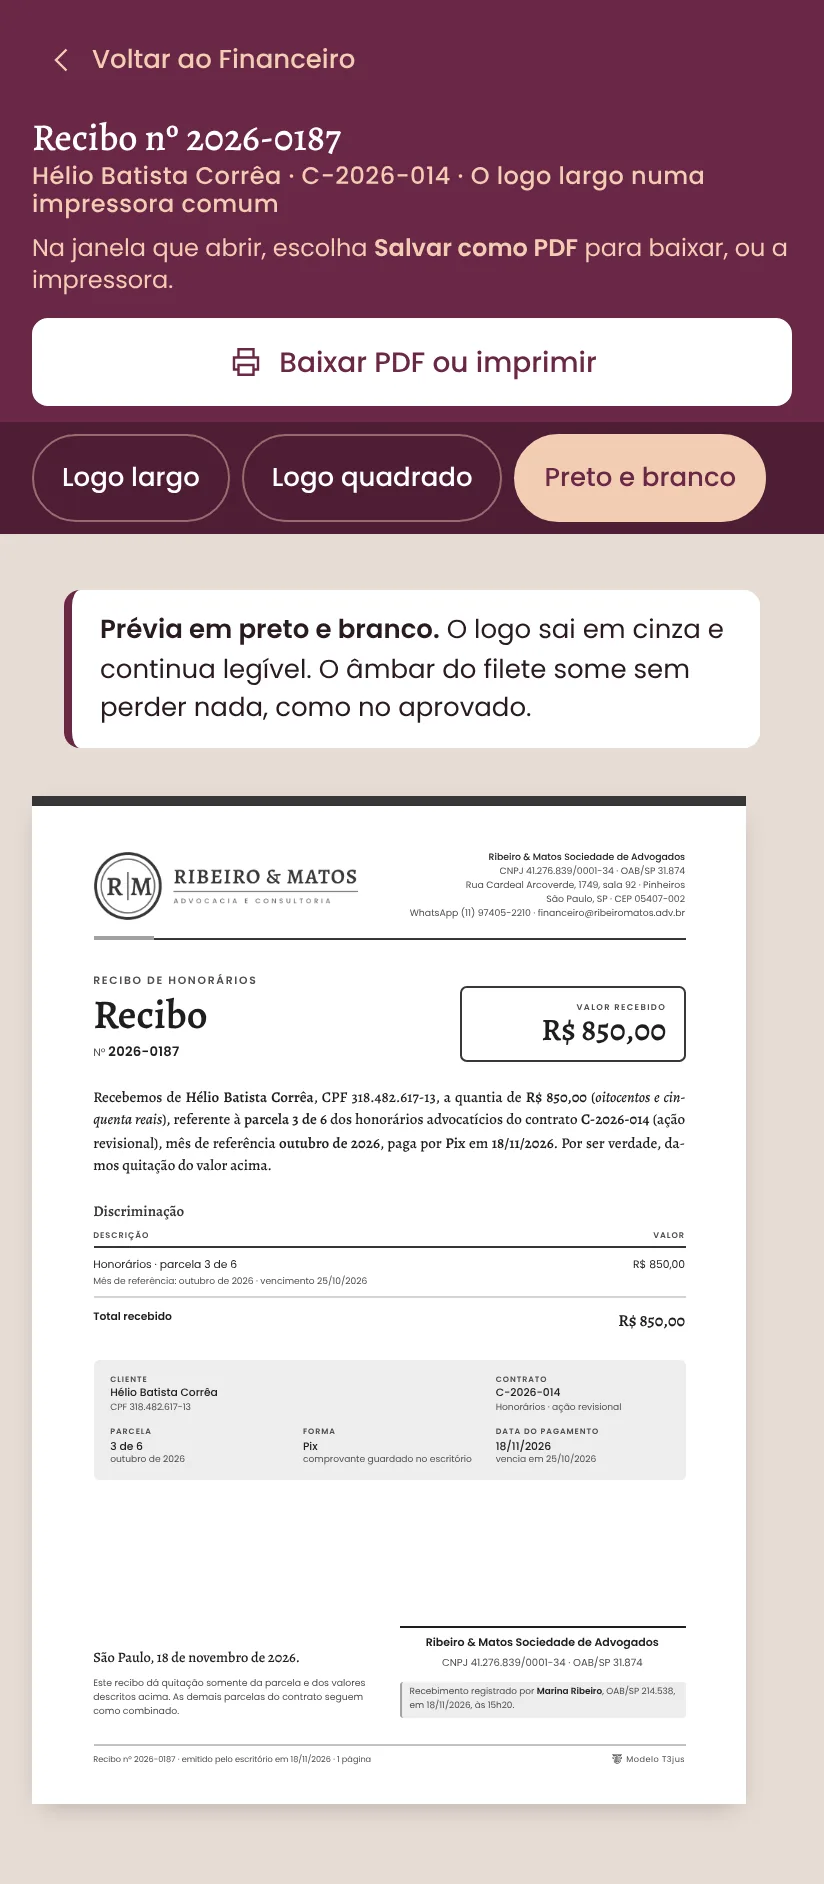 Voltar ao Financeiro
Recibo nº 2026-0187
Hélio Batista Corrêa · C-2026-014 · O logo largo numa
impressora comum
Na janela que abrir, escolha Salvar como PDF para baixar, ou a
impressora.
Baixar PDF ou imprimir
Logo largo
Logo quadrado
Preto e branco
Prévia em preto e branco. O logo sai em cinza e
continua legível. O âmbar do filete some sem
perder nada, como no aprovado.
R|M
RIBEIRO & MATOS
ADVOCACIA E CONSULTORIA
Ribeiro & Matos Sociedade de Advogados
CNPJ 41.276.839/0001-34 · OAB/SP 31.874
Rua Cardeal Arcoverde, 1749, sala 92 · Pinheiros
São Paulo, SP · CEP 05407-002
WhatsApp (11) 97405-2210 · financeiro@ribeiromatos.adv.br
RECIBO DE HONORÁRIOS
Recibo
Nº 2026-0187
VALOR RECEBIDO
R$ 850,00
Recebemos de Hélio Batista Corrêa, CPF 318.482.617-13, a quantia de R$ 850,00 (oitocentos e cin-
quenta reais), referente à parcela 3 de 6 dos honorários advocatícios do contrato C-2026-014 (ação
revisional), mês de referência outubro de 2026, paga por Pix em 18/11/2026. Por ser verdade, da-
mos quitação do valor acima.
Discriminação
DESCRIÇÃO VALOR
Honorários · parcela 3 de 6 R$ 850,00
Mês de referência: outubro de 2026 · vencimento 25/10/2026
Total recebido R$ 850,00
CLIENTE CONTRATO
Hélio Batista Corrêa C-2026-014
CPF 318.482.617-13 Honorários · ação revisional
PARCELA FORMA DATA DO PAGAMENTO
3 de 6 Pix 18/11/2026
outubro de 2026 comprovante guardado no escritório vencia em 25/10/2026
São Paulo, 18 de novembro de 2026.
Este recibo dá quitação somente da parcela e dos valores
descritos acima. As demais parcelas do contrato seguem
como combinado.
Ribeiro & Matos Sociedade de Advogados
CNPJ 41.276.839/0001-34 · OAB/SP 31.874
Recebimento registrado por Marina Ribeiro, OAB/SP 214.538,
em 18/11/2026, às 15h20.
Recibo nº 2026-0187 · emitido pelo escritório em 18/11/2026 · 1 página
Modelo T3jus